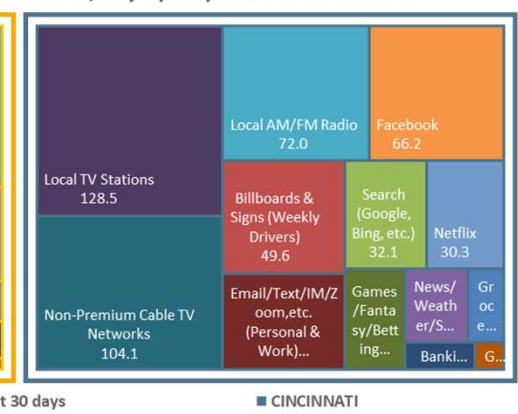 Local TV Stations
128.5
Non-Premium Cable TV
Networks
104.1
Local AM/FM Radio
72.0
Facebook
66.2
Billboards &
Signs (Weekly
Drivers)
49.6
Search
(Google,
Bing, etc.)
32.1
Netflix
30.3
Email/Text/IM/Z
oom,etc.
(Personal &
Work)...
Games
/Fanta
sy/Bett
ing...
News/
Weath
er/S...
Gr
oc
e...
Banki...
G...
t 30 days
CINCINNATI